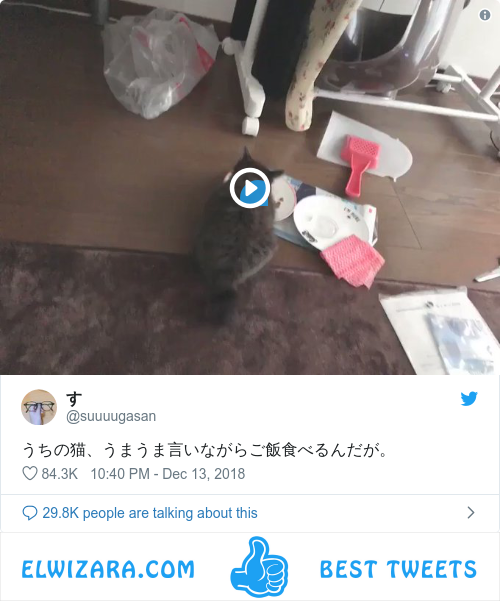 す
@suuuugasan
うちの猫、うまうま言いながらご飯食べるんだが。
84.3K 10:40 PM - Dec 13, 2018
29.8K people are talking about this
ELWIZARA.COM BEST TWEETS